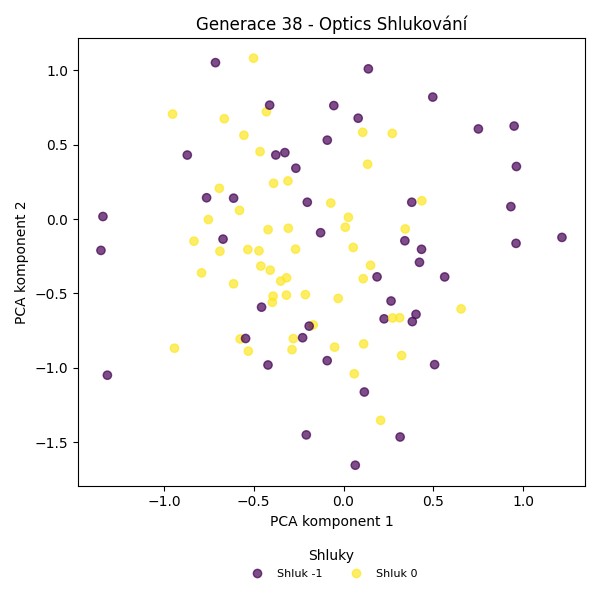 Generace 38 - Optics Shlukování
1.0
0.5
0.0
−0.5
−1.0
−1.5
PCA komponent 2
−1.0 −0.5 0.0 0.5 1.0
PCA komponent 1
Shluky
Shluk -1 Shluk 0